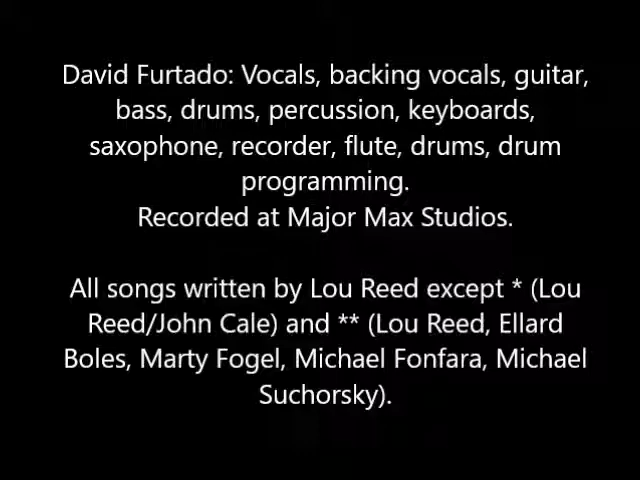 David Furtado: Vocals, backing vocals, guitar,
bass, drums, percussion, keyboards,
saxophone, recorder, flute, drums, drum
programming.
Recorded at Major Max Studios.
All songs written by Lou Reed except * (Lou
Reed/John Cale) and ** (Lou Reed, Ellard
Boles, Marty Fogel, Michael Fonfara, Michael
Suchorsky).